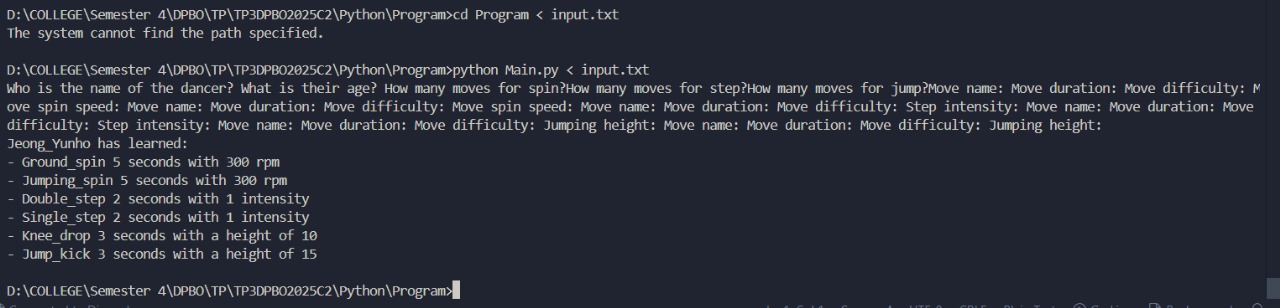 D:\COLLEGE\Semester 4\DPBO\TP\TP3DPBO2025C2\Python\Program>cd Program < input.txt
The system cannot find the path specified.
D:\COLLEGE\Semester 4\DPBO\TP\TP3DPBO2025C2\Python\Program>python Main.py < input.txt
Who is the name of the dancer? What is their age? How many moves for spin?How many moves for step?How many moves for jump?Move name: Move duration: Move difficulty: M
ove spin speed: Move name: Move duration: Move difficulty: Move spin speed: Move name: Move duration: Move difficulty: Step intensity: Move name: Move duration: Move
difficulty: Step intensity: Move name: Move duration: Move difficulty: Jumping height: Move name: Move duration: Move difficulty: Jumping height:
Jeong_Yunho has learned:
- Ground_spin 5 seconds with 300 rpm
- Jumping_spin 5 seconds with 300 rpm
- Double_step 2 seconds with 1 intensity
- Single_step 2 seconds with 1 intensity
- Knee_drop 3 seconds with a height of 10
- Jump_kick 3 seconds with a height of 15
D:\COLLEGE\Semester 4\DPBO\TP\TP3DPBO2025C2\Python\Program>